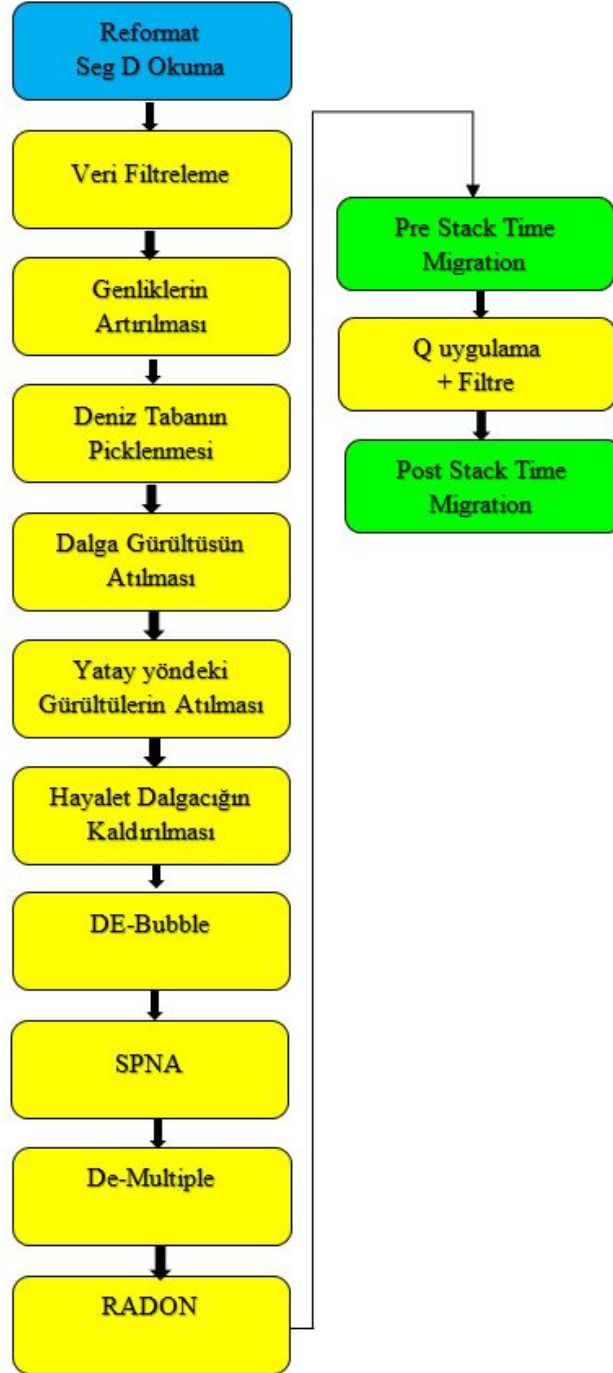 Reformat
Seg D Okuma
Veri Filtreleme
Genliklerin
Artırılması
Deniz Tabanın
Picklenmesi
Dalga Gürültüsün
Atılması
Yatay yöndeki
Gürültülerin Atılması
Hayalet Dalgacığın
Kaldırılması
DE-Bubble
SPNA
De-Multiple
RADON
Pre Stack Time
Migration
Q uygulama
+ Filtre
Post Stack Time
Migration